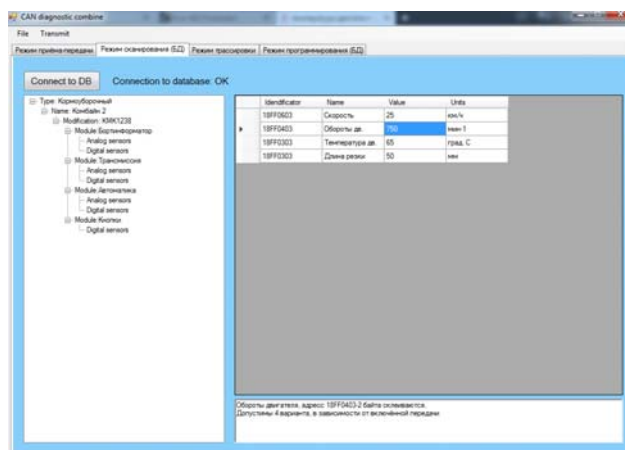 CAN diagnostic combine
File Transmit
Режим приёма-передачи Режим сканирования (БД) Режим трассировки Режим программирования (БД)
Connect to DB Connection to database: OK
Type: Кормоуборочный
Name: Комбайн 2
Modification: КМК1238
Module: Бортинформатор
Analog sensors
Digital sensors
Module: Трансмиссия
Analog sensors
Digital sensors
Module: Автоматика
Analog sensors
Digital sensors
Module: Кнопки
Digital sensors
Identificator Name Value Units
18FF0603 Скорость 25 км/ч
18FF0403 Обороты дв. 750 мин-1
18FF0303 Температура дв. 65 град. С
18FF0303 Длина резки 50 мм
Обороты двигателя, адресс 18FF0403-2 байта склеиваются.
Допустимы 4 варианта, в зависимости от включённой передачи